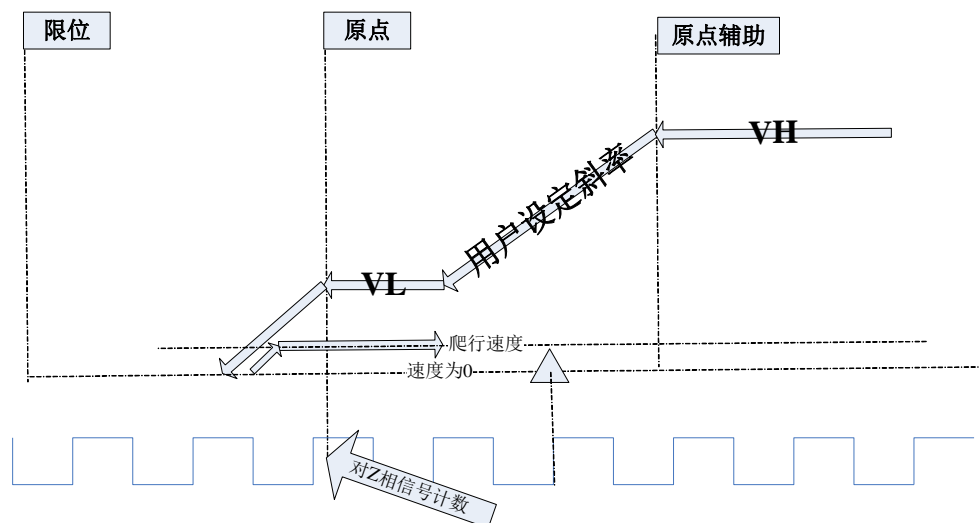 限位
原点
原点辅助
VH
用户设定斜率
VL
爬行速度
速度为0
对Z相信号计数